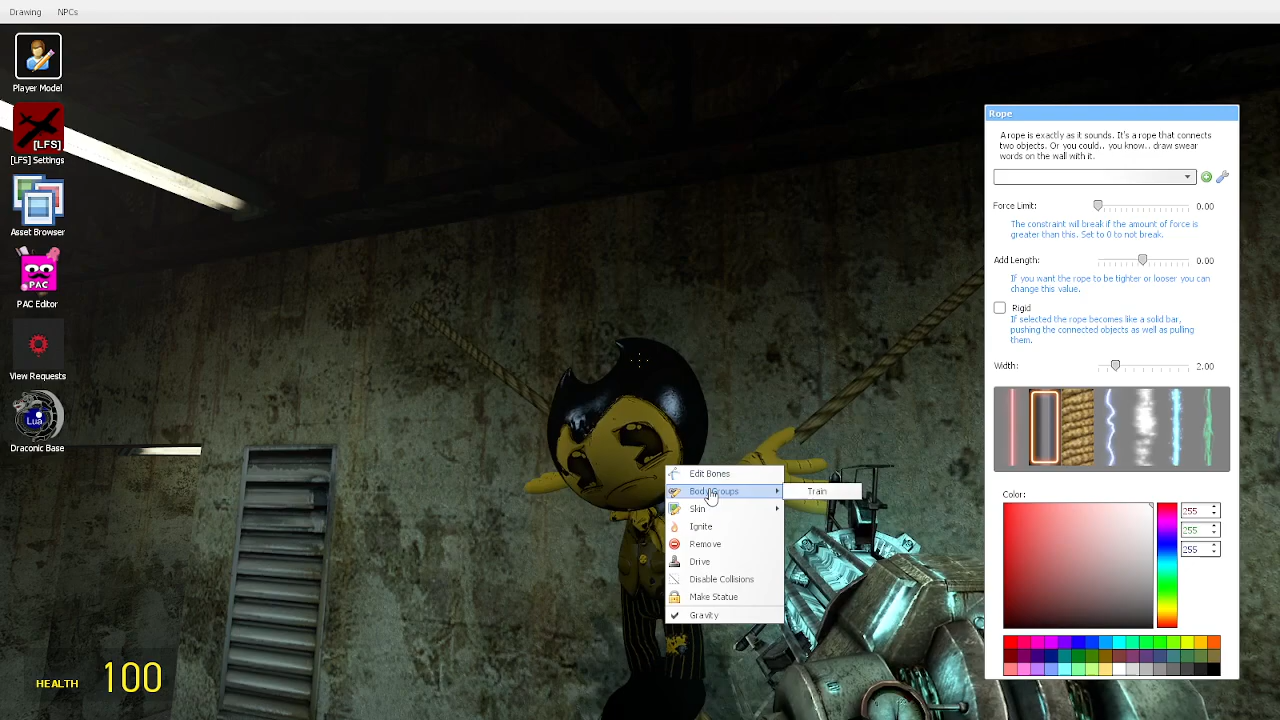 Drawing NPCs
Player Model
[LFS]
[LFS] Settings
Asset Browser
PAC
PAC Editor
View Requests
Lua
Draconic Base
HEALTH 100
Edit Bones
Body Groups
Train
Skin
Ignite
Remove
Drive
Disable Collisions
Make Statue
Gravity
Rope
A rope is exactly as it sounds. It's a rope that connects
two objects. Or you could.. you know.. draw swear
words on the wall with it.
Force Limit: 0.00
The constraint will break if the amount of force is
greater than this. Set to 0 to not break.
Add Length: 0.00
If you want the rope to be tighter or looser you can
change this value.
Rigid
If selected the rope becomes like a solid bar,
pushing the connected objects as well as pulling
them.
Width: 2.00
Color:
255
255
255